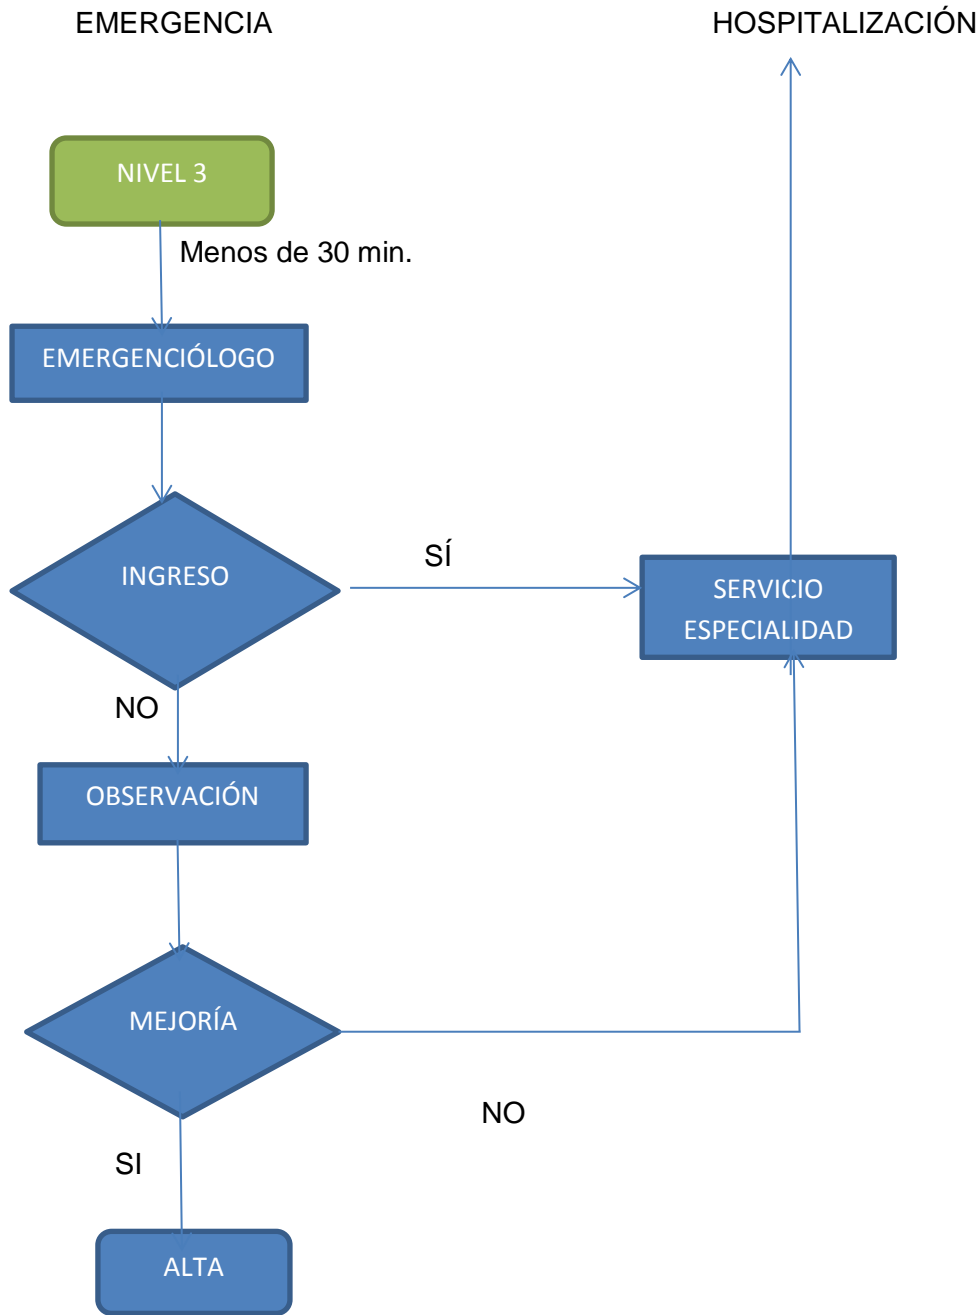 EMERGENCIA
HOSPITALIZACIÓN
NIVEL 3
Menos de 30 min.
EMERGENCIÓLOGO
INGRESO
SÍ
SERVICIO
ESPECIALIDAD
NO
OBSERVACIÓN
MEJORÍA
NO
SI
ALTA